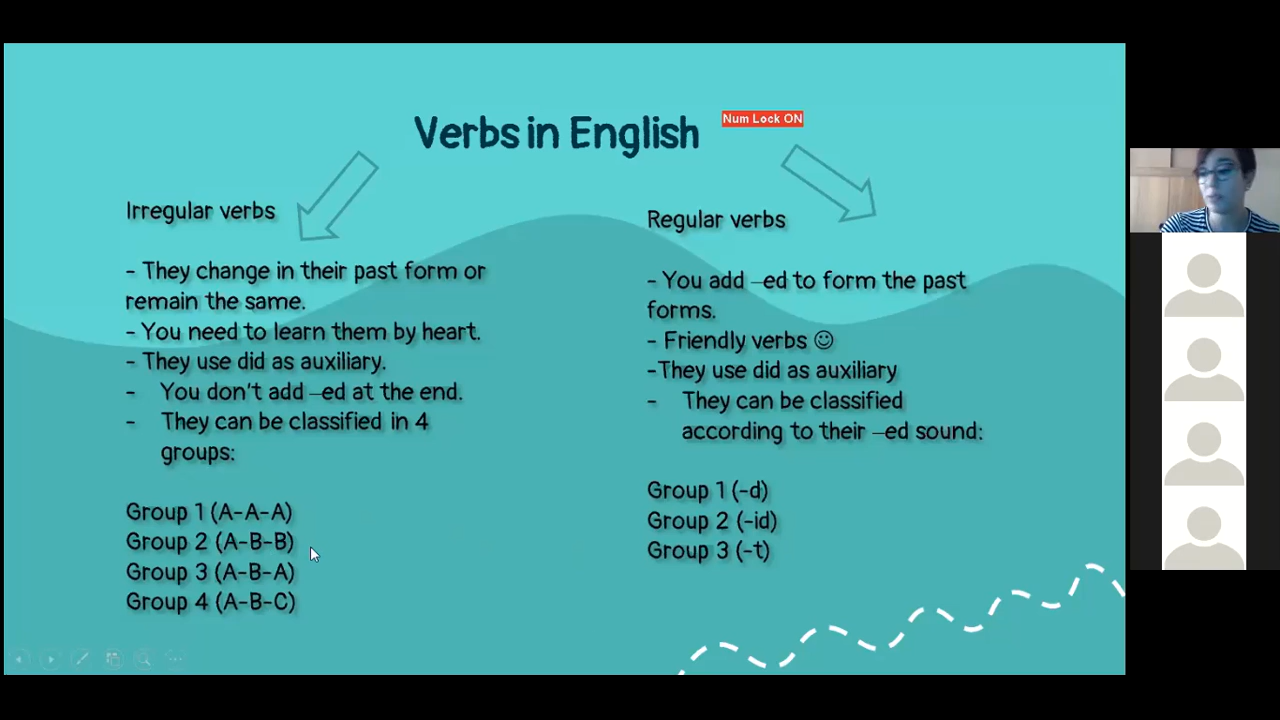 Verbs in English
Num Lock ON
Irregular verbs
- They change in their past form or
remain the same.
- You need to learn them by heart.
- They use did as auxiliary.
- You don't add –ed at the end.
- They can be classified in 4
groups:
Group 1 (A-A-A)
Group 2 (A-B-B)
Group 3 (A-B-A)
Group 4 (A-B-C)
Regular verbs
- You add –ed to form the past
forms.
- Friendly verbs ☺
-They use did as auxiliary
- They can be classified
according to their –ed sound:
Group 1 (-d)
Group 2 (-id)
Group 3 (-t)